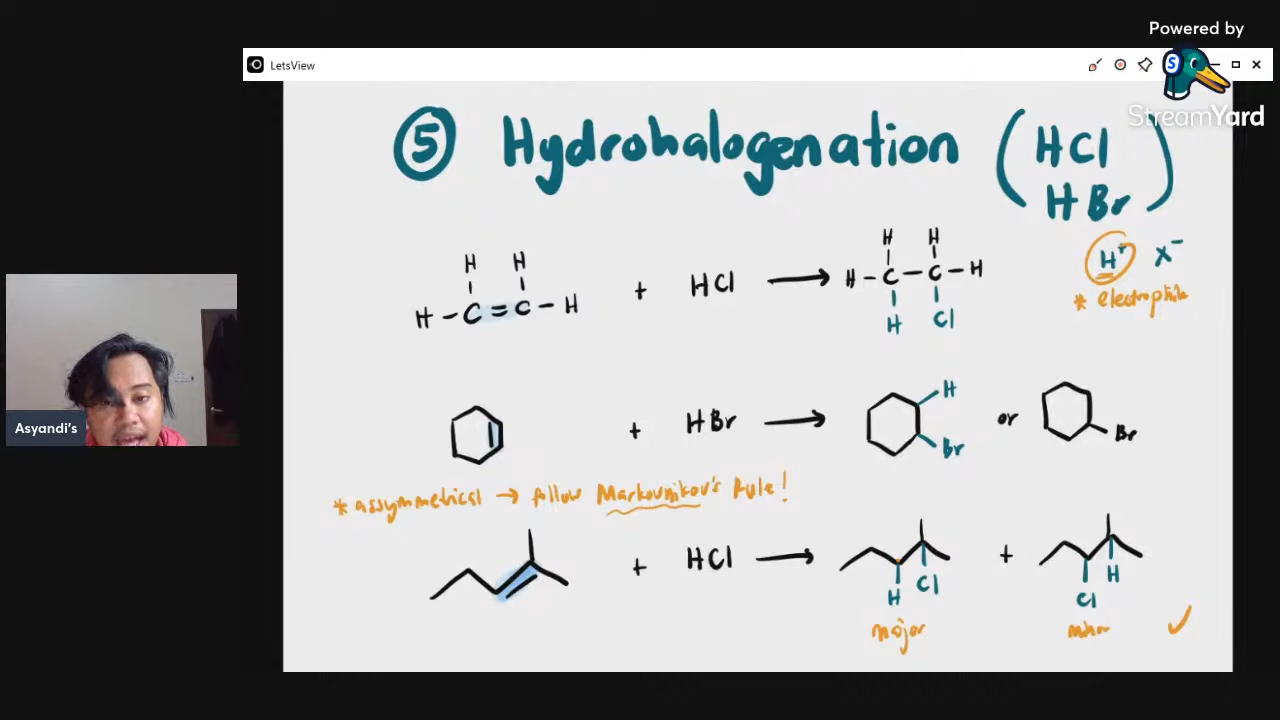 Powered by
StreamYard
LetsView
5 Hydrohalogenation (HCl
HBr)
H H
H - C = C - H + HCl → H - C - C - H
H H
H Cl
H+ X-
* electrophile
+ HBr → H
Br or Br
Asyandi's
* assymmetrical → follow Markovnikov's Rule!
+ HCl → + 
H Cl
Cl H
major minor ✓